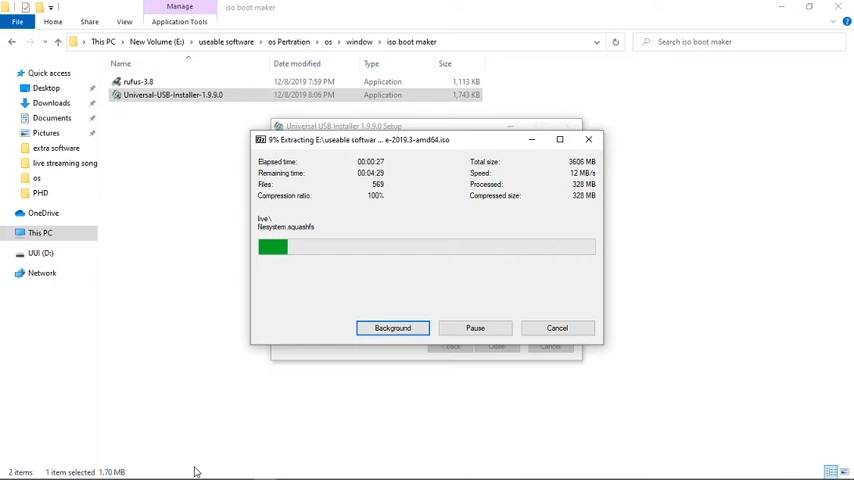 Manage
iso boot maker
File
Home
Share
View
Application Tools
This PC > New Volume (E:) > useable software > os Pertration > os > window > iso boot maker
Search iso boot maker
Name
Date modified
Type
Size
rufus-3.8
12/8/2019 7:59 PM
Application
1,113 KB
Universal-USB-Installer-1.9.9.0
12/8/2019 8:06 PM
Application
1,743 KB
Quick access
Desktop
Downloads
Documents
Pictures
extra software
live streaming song
os
PHD
OneDrive
This PC
UUI (D:)
Network
Universal USB Installer 1.9.9.0 Setup
9% Extracting E:\useable softwar ... e-2019.3-amd64.iso
Elapsed time:
00:00:27
Total size:
3606 MB
Remaining time:
00:04:29
Speed:
12 MB/s
Files:
569
Processed:
328 MB
Compression ratio:
100%
Compressed size:
328 MB
live\
filesystem.squashfs
Background
Pause
Cancel
< Back
Close
Cancel
2 items
1 item selected 1.70 MB